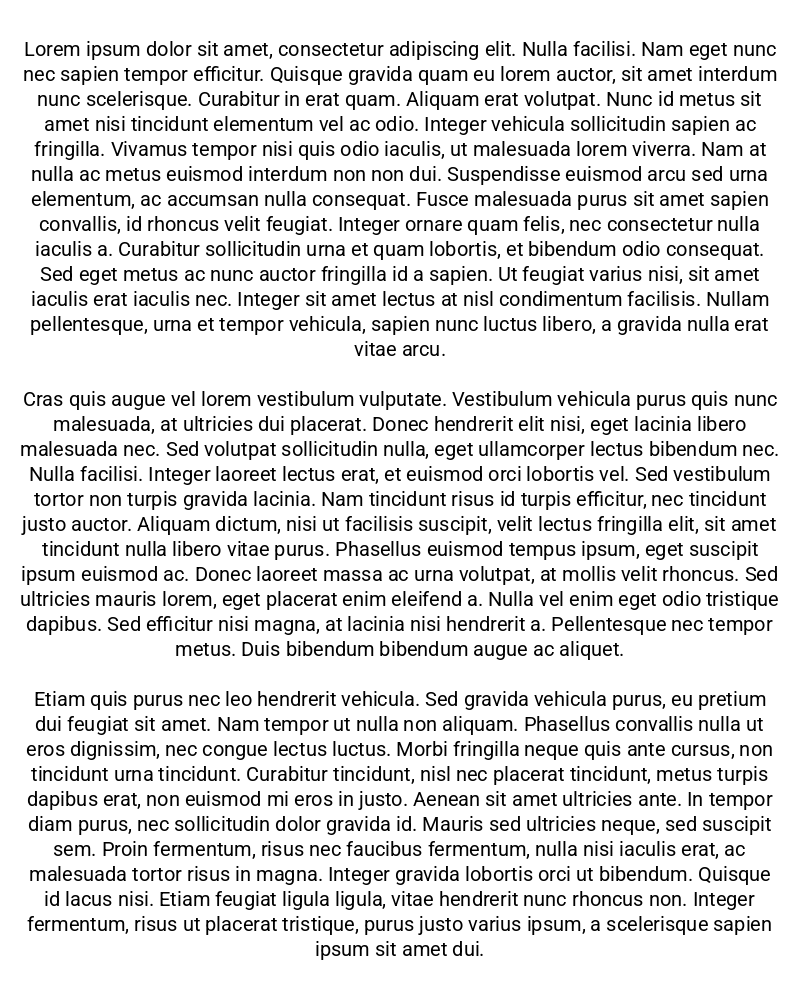 Lorem ipsum dolor sit amet, consectetur adipiscing elit. Nulla facilisi. Nam eget nunc
nec sapien tempor efficitur. Quisque gravida quam eu lorem auctor, sit amet interdum
nunc scelerisque. Curabitur in erat quam. Aliquam erat volutpat. Nunc id metus sit
amet nisi tincidunt elementum vel ac odio. Integer vehicula sollicitudin sapien ac
fringilla. Vivamus tempor nisi quis odio iaculis, ut malesuada lorem viverra. Nam at
nulla ac metus euismod interdum non non dui. Suspendisse euismod arcu sed urna
elementum, ac accumsan nulla consequat. Fusce malesuada purus sit amet sapien
convallis, id rhoncus velit feugiat. Integer ornare quam felis, nec consectetur nulla
iaculis a. Curabitur sollicitudin urna et quam lobortis, et bibendum odio consequat.
Sed eget metus ac nunc auctor fringilla id a sapien. Ut feugiat varius nisi, sit amet
iaculis erat iaculis nec. Integer sit amet lectus at nisl condimentum facilisis. Nullam
pellentesque, urna et tempor vehicula, sapien nunc luctus libero, a gravida nulla erat
vitae arcu.
Cras quis augue vel lorem vestibulum vulputate. Vestibulum vehicula purus quis nunc
malesuada, at ultricies dui placerat. Donec hendrerit elit nisi, eget lacinia libero
malesuada nec. Sed volutpat sollicitudin nulla, eget ullamcorper lectus bibendum nec.
Nulla facilisi. Integer laoreet lectus erat, et euismod orci lobortis vel. Sed vestibulum
tortor non turpis gravida lacinia. Nam tincidunt risus id turpis efficitur, nec tincidunt
justo auctor. Aliquam dictum, nisi ut facilisis suscipit, velit lectus fringilla elit, sit amet
tincidunt nulla libero vitae purus. Phasellus euismod tempus ipsum, eget suscipit
ipsum euismod ac. Donec laoreet massa ac urna volutpat, at mollis velit rhoncus. Sed
ultricies mauris lorem, eget placerat enim eleifend a. Nulla vel enim eget odio tristique
dapibus. Sed efficitur nisi magna, at lacinia nisi hendrerit a. Pellentesque nec tempor
metus. Duis bibendum bibendum augue ac aliquet.
Etiam quis purus nec leo hendrerit vehicula. Sed gravida vehicula purus, eu pretium
dui feugiat sit amet. Nam tempor ut nulla non aliquam. Phasellus convallis nulla ut
eros dignissim, nec congue lectus luctus. Morbi fringilla neque quis ante cursus, non
tincidunt urna tincidunt. Curabitur tincidunt, nisl nec placerat tincidunt, metus turpis
dapibus erat, non euismod mi eros in justo. Aenean sit amet ultricies ante. In tempor
diam purus, nec sollicitudin dolor gravida id. Mauris sed ultricies neque, sed suscipit
sem. Proin fermentum, risus nec faucibus fermentum, nulla nisi iaculis erat, ac
malesuada tortor risus in magna. Integer gravida lobortis orci ut bibendum. Quisque
id lacus nisi. Etiam feugiat ligula ligula, vitae hendrerit nunc rhoncus non. Integer
fermentum, risus ut placerat tristique, purus justo varius ipsum, a scelerisque sapien
ipsum sit amet dui.